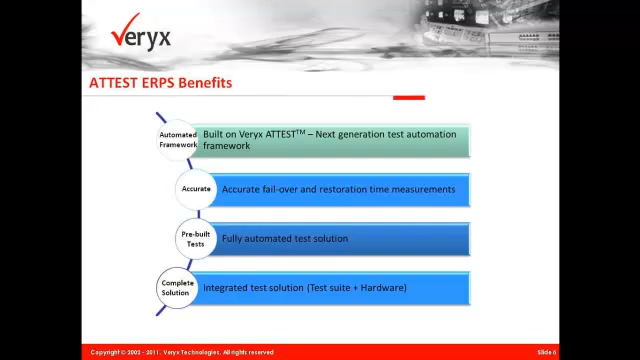 Veryx
ATTEST ERPS Benefits
Automated
Framework
Built on Veryx ATTEST™ – Next generation test automation
framework
Accurate
Accurate fail-over and restoration time measurements
Pre-built
Tests
Fully automated test solution
Complete
Solution
Integrated test solution (Test suite + Hardware)
Copyright © 2002 - 2011. Veryx Technologies. All rights reserved
Slide 6